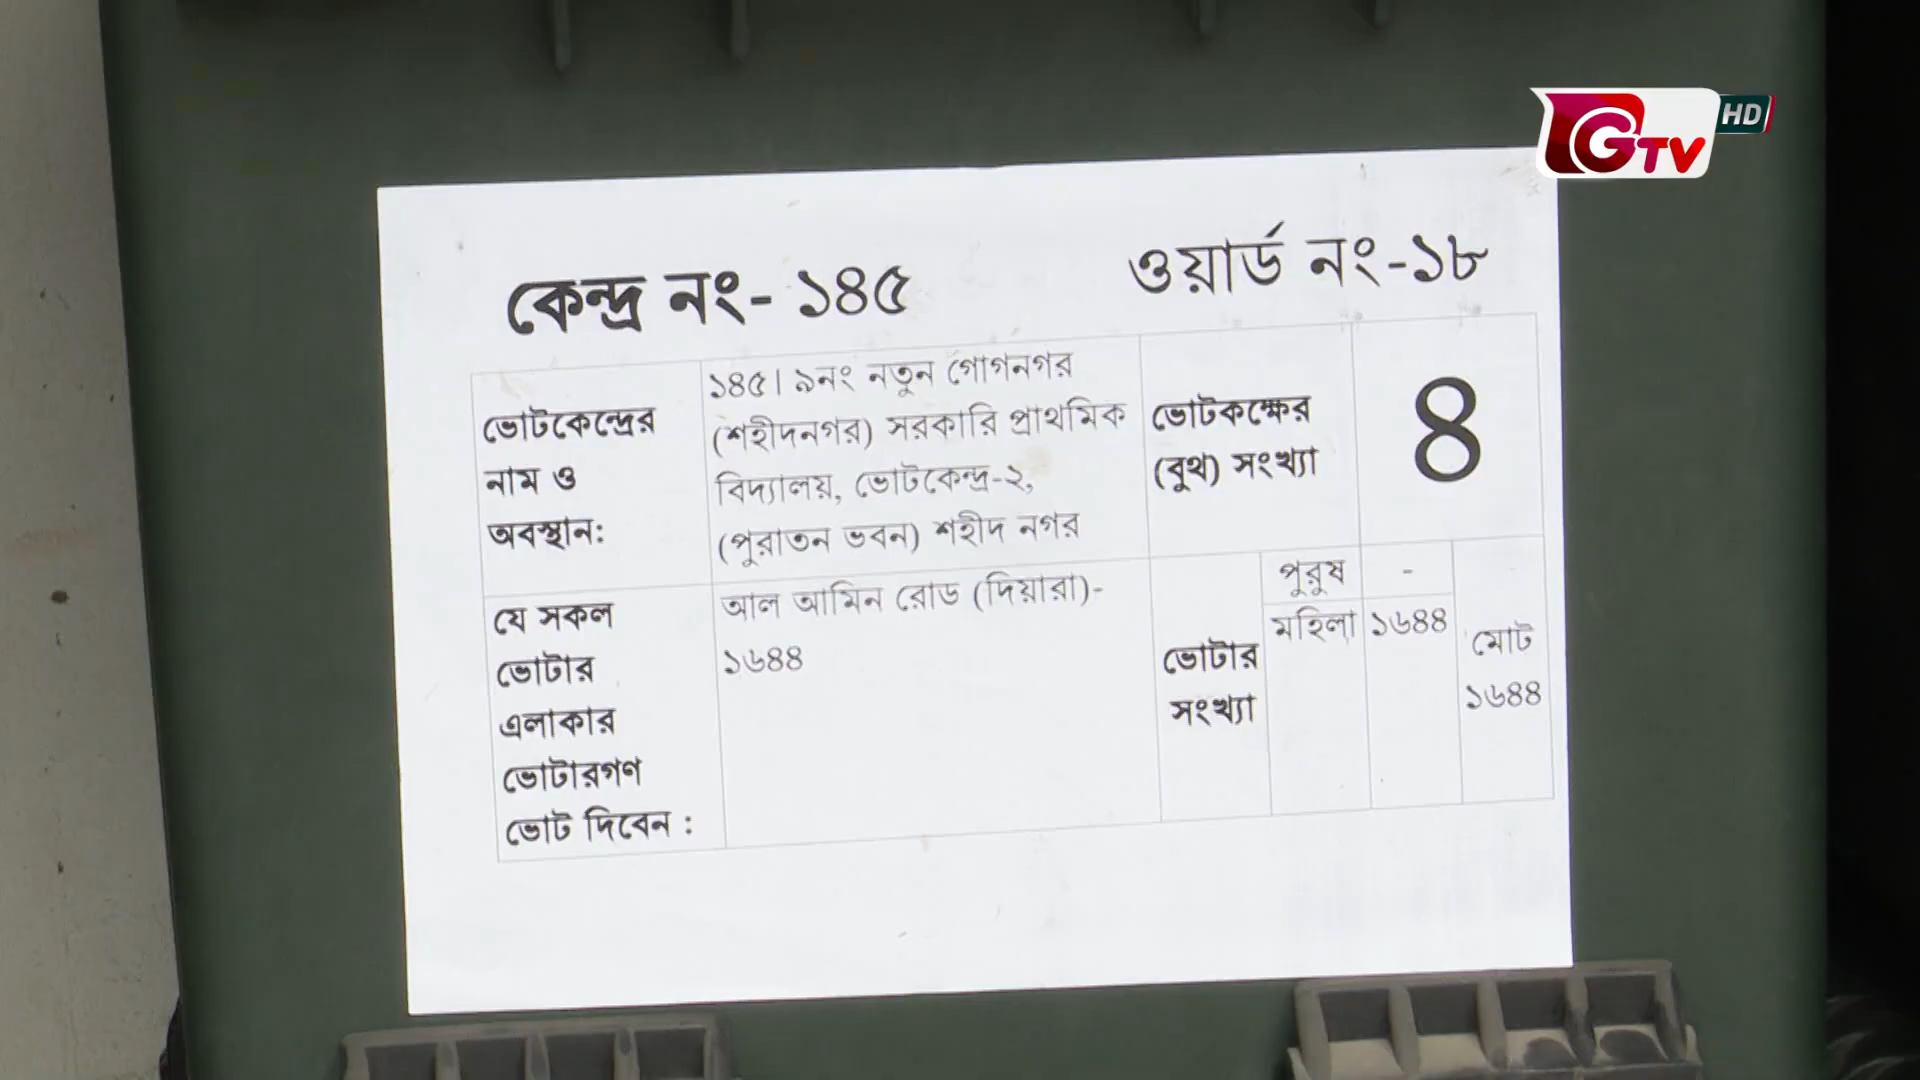 GTV HD
কেন্দ্র নং- ১৪৫
ওয়ার্ড নং-১৮
ভোটকেন্দ্রের
নাম ও
অবস্থান:
১৪৫। ৯নং নতুন গোগনগর
(শহীদনগর) সরকারি প্রাথমিক
বিদ্যালয়, ভোটকেন্দ্র-২,
(পুরাতন ভবন) শহীদ নগর
ভোটকক্ষের
(বুথ) সংখ্যা
৪
যে সকল
ভোটার
এলাকার
ভোটারগণ
ভোট দিবেন :
আল আমিন রোড (দিয়ারা)-
১৬৪৪
ভোটার
সংখ্যা
পুরুষ -
মহিলা ১৬৪৪
মোট
১৬৪৪